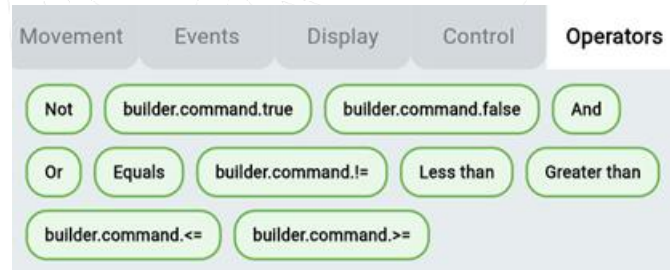 Movement Events Display Control Operators
Not builder.command.true builder.command.false And
Or Equals builder.command.!= Less than Greater than
builder.command.<= builder.command.>=